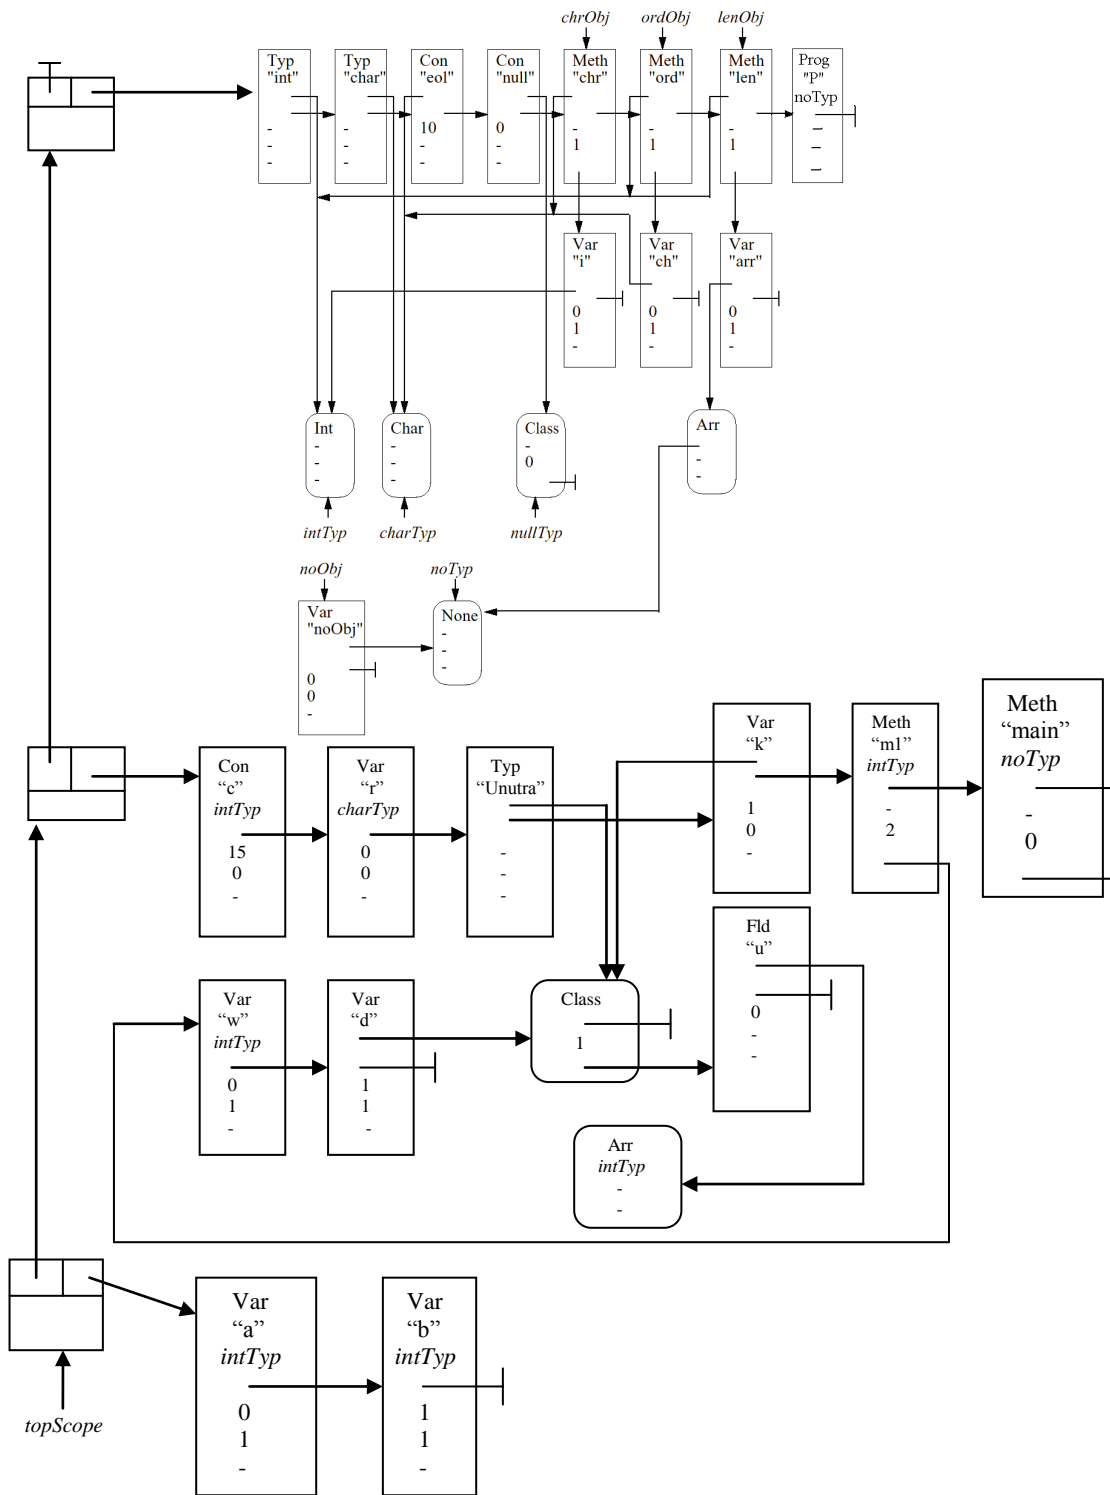 chrObj ordObj lenObj
Typ
"int"
-
-
-
Typ
"char"
-
-
-
Con
"eol"
10
-
-
Con
"null"
0
-
-
Meth
"chr"
-
1
Meth
"ord"
-
1
Meth
"len"
-
1
Prog
"P"
noTyp
-
-
-
Var
"i"
0
1
-
Var
"ch"
0
1
-
Var
"arr"
0
1
-
Int
-
-
-
Char
-
-
-
Class
-
0
Arr
-
-
intTyp
charTyp
nullTyp
noObj
noTyp
Var
"noObj"
0
0
-
None
-
-
-
Con
“c”
intTyp
15
0
-
Var
“r”
charTyp
0
0
-
Typ
“Unutra”
-
-
-
Var
“k”
1
0
-
Meth
“m1”
intTyp
-
2
Meth
“main”
noTyp
-
0
Var
“w”
intTyp
0
1
-
Var
“d”
1
1
-
Class
1
Fld
“u”
0
-
-
Arr
intTyp
-
-
Var
“a”
intTyp
0
1
-
Var
“b”
intTyp
1
1
-
topScope